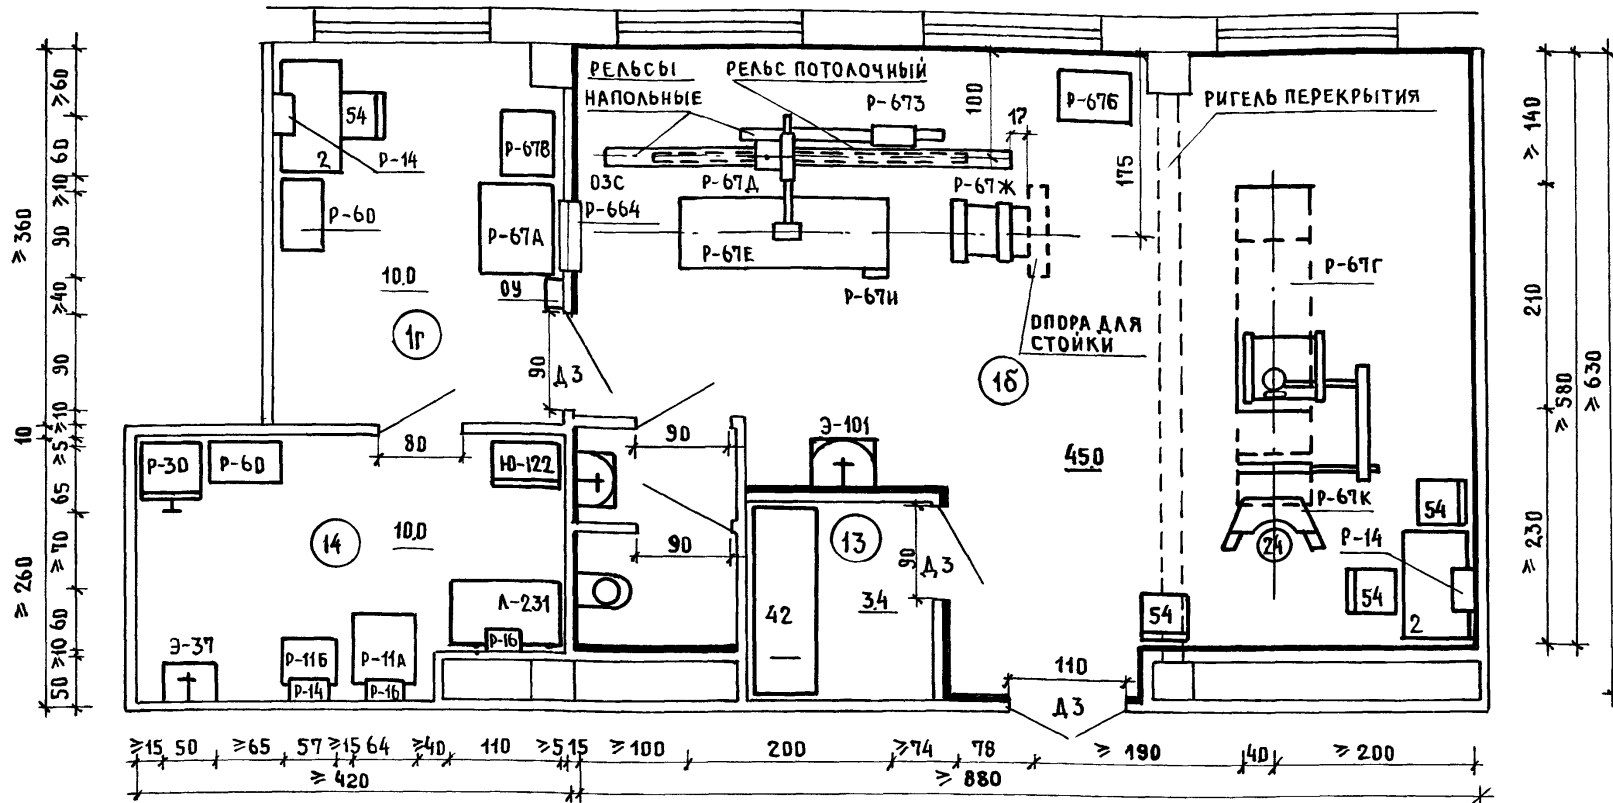 РЕЛЬСЫ
НАПОЛЬНЫЕ
РЕЛЬС ПОТОЛОЧНЫЙ
Р-673
100
17
Р-67Б
175
РИГЕЛЬ ПЕРЕКРЫТИЯ
54
2
Р-14
Р-67В
03С
Р-67Д
Р-67Ж
Р-60
Р-67А
Р-664
Р-67Е
Р-67И
Р-67Г
10.0
ОУ
ОПОРА ДЛЯ
СТОЙКИ
1г
90
Д3
1б
45.0
80
90
Э-101
Р-30
Р-60
Ю-122
Р-67К
54
14
10.0
90
13
90
Д3
24
Р-14
Л-231
Р-16
42
3.4
54
54
2
Э-37
Р-11Б
Р-14
Р-11А
Р-16
110
Д3
≥60
60
≥10
90
≥40
90
≥10
≥5
65
≥70
60
≥10
50
≥360
10
≥260
≥140
210
≥230
≥580
≥630
≥15 50 ≥65 57 ≥15 64 ≥40 110 ≥5 15 ≥100 200 ≥74 78 ≥190 40 ≥200
≥420 ≥880